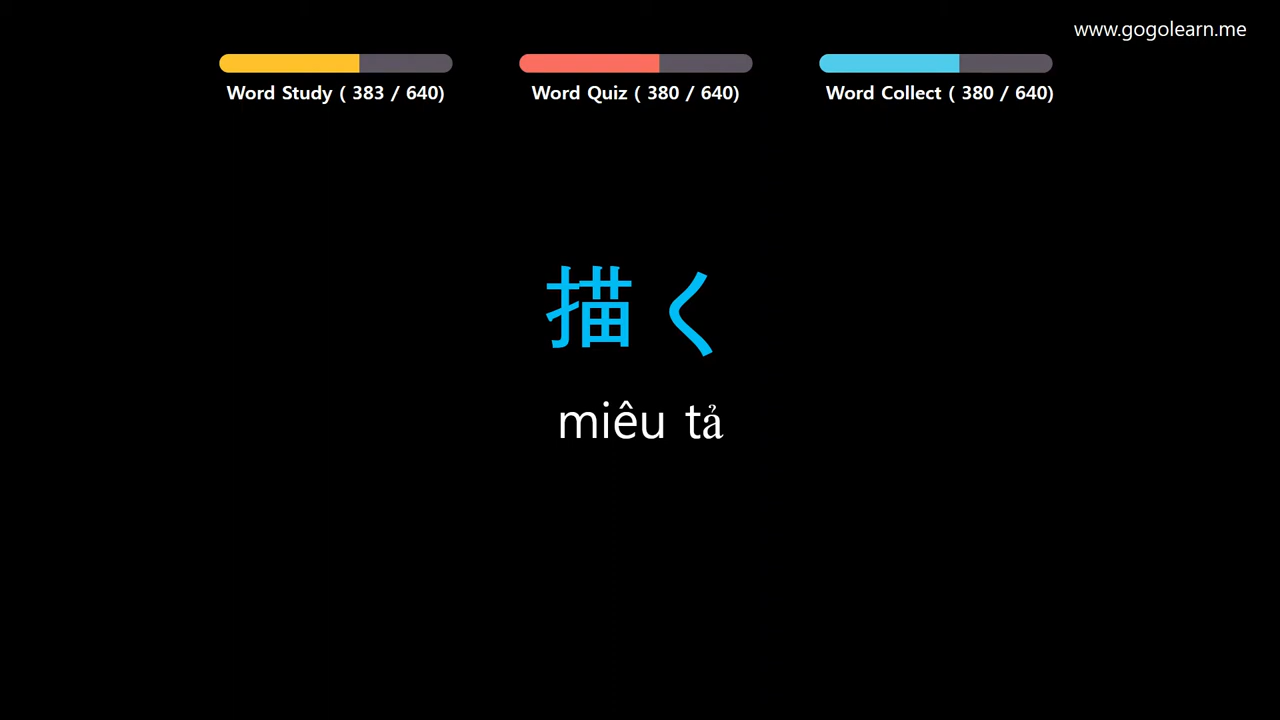 www.gogolearn.me
Word Study ( 383 / 640)
Word Quiz ( 380 / 640)
Word Collect ( 380 / 640)
描く
miêu tả